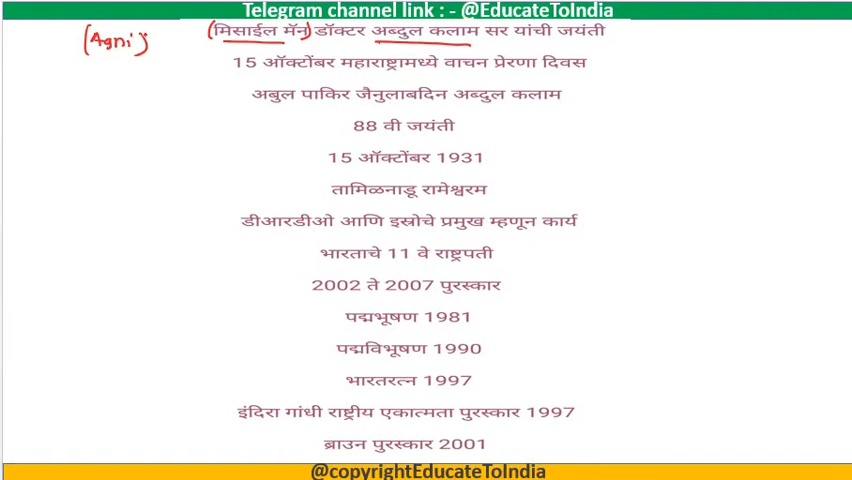 Telegram channel link : - @EducateToIndia
(Agni)
(मिसाईल मॅन) डॉक्टर अब्दुल कलाम सर यांची जयंती
15 ऑक्टोंबर महाराष्ट्रामध्ये वाचन प्रेरणा दिवस
अबुल पाकिर जैनुलाबदिन अब्दुल कलाम
88 वी जयंती
15 ऑक्टोंबर 1931
तामिळनाडू रामेश्वरम
डीआरडीओ आणि इस्रोचे प्रमुख म्हणून कार्य
भारताचे 11 वे राष्ट्रपती
2002 ते 2007 पुरस्कार
पद्मभूषण 1981
पद्मविभूषण 1990
भारतरत्न 1997
इंदिरा गांधी राष्ट्रीय एकात्मता पुरस्कार 1997
ब्राउन पुरस्कार 2001
@copyrightEducateToIndia